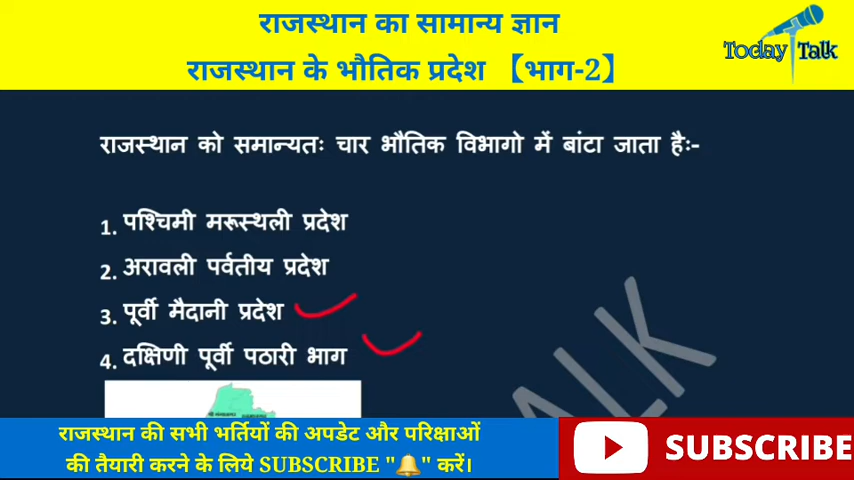 राजस्थान का सामान्य ज्ञान
राजस्थान के भौतिक प्रदेश 【भाग-2】
Today Talk
राजस्थान को समान्यतः चार भौतिक विभागो में बांटा जाता हैः-
1. पश्चिमी मरूस्थली प्रदेश
2. अरावली पर्वतीय प्रदेश
3. पूर्वी मैदानी प्रदेश
4. दक्षिणी पूर्वी पठारी भाग
ALK
राजस्थान की सभी भर्तियों की अपडेट और परिक्षाओं
की तैयारी करने के लिये SUBSCRIBE "🔔" करें।
SUBSCRIBE